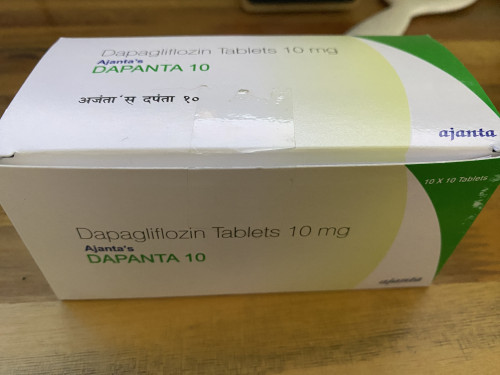 Dapagliflozin Tablets 10 mg
Ajanta's
DAPANTA 10
अजंता 'स दपंता १०
ajanta
10 X 10 Tablets
Dapagliflozin Tablets 10 mg
Ajanta's
DAPANTA 10
ajanta